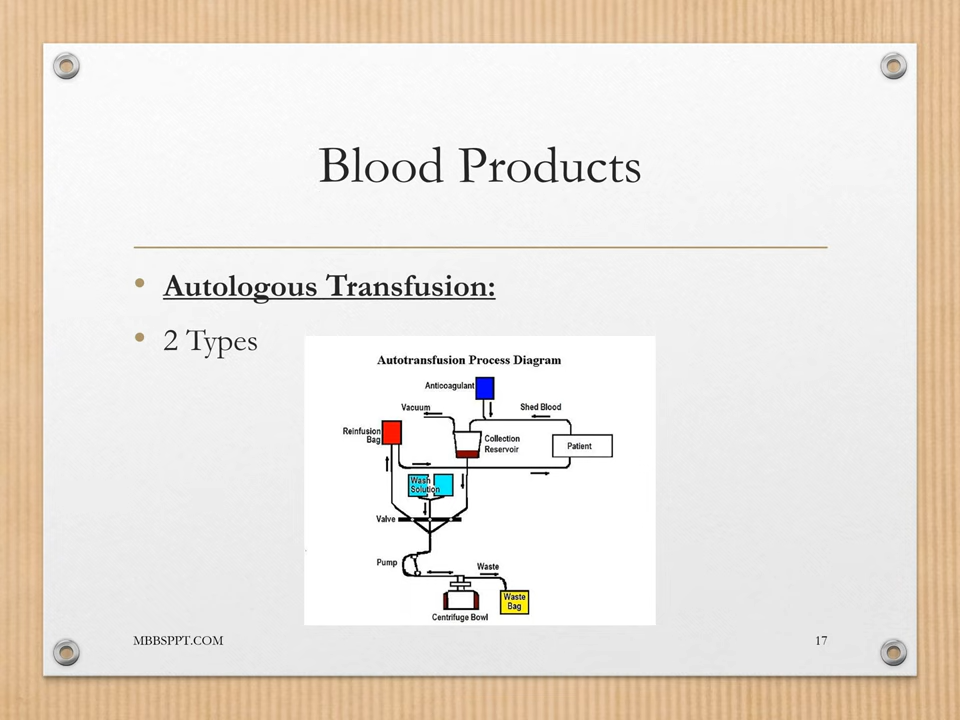 Blood Products
• Autologous Transfusion:
• 2 Types
Autotransfusion Process Diagram
Anticoagulant
Vacuum
Shed Blood
Reinfusion
Bag
Collection
Reservoir
Patient
Wash
Solution
Valve
Pump
Waste
Waste
Bag
Centrifuge Bowl
MBBSPPT.COM
17